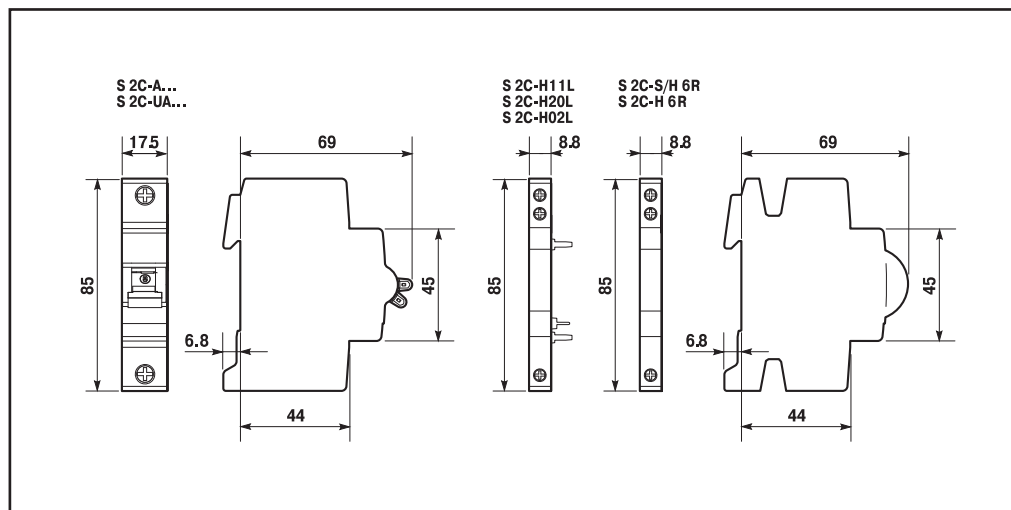 S 2C-A...
S 2C-UA...
17.5
69
85
45
6.8
44
S 2C-H11L
S 2C-H20L
S 2C-H02L
8.8
85
S 2C-S/H 6R
S 2C-H 6R
8.8
69
85
45
6.8
44